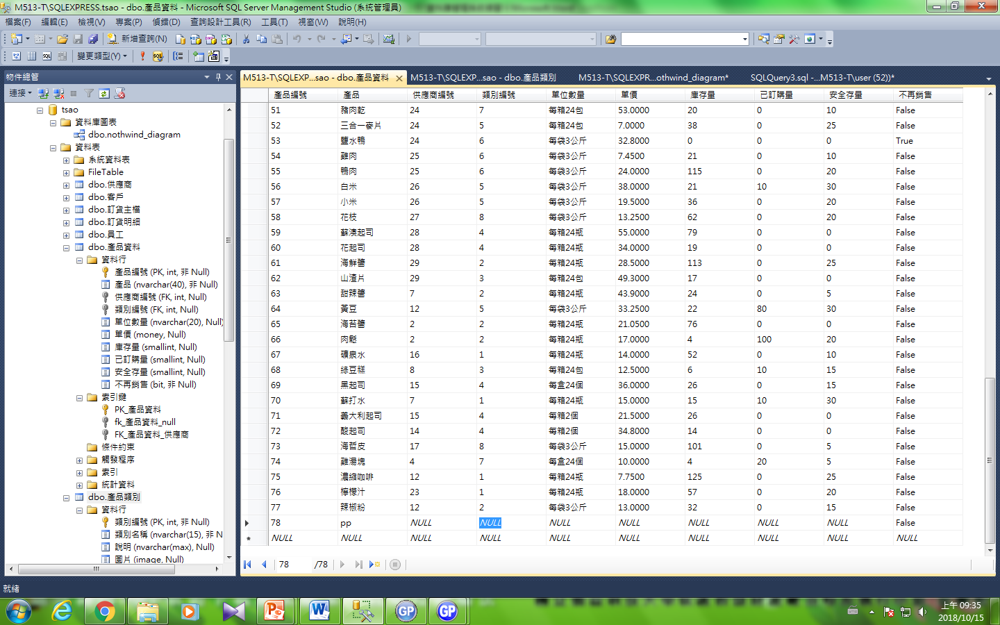 M513-T\SQLEXPRESS.tsao - dbo.產品資料 - Microsoft SQL Server Management Studio (系統管理員)
檔案(F) 編輯(E) 檢視(V) 專案(P) 偵錯(D) 查詢設計工具(R) 工具(T) 視窗(W) 說明(H)
新增查詢(N)
變更類型(Y)
物件總管
連接
tsao
資料庫圖表
dbo.nothwind_diagram
資料表
系統資料表
FileTable
dbo.供應商
dbo.客戶
dbo.訂貨主檔
dbo.訂貨明細
dbo.員工
dbo.產品資料
資料行
產品編號 (PK, int, 非 Null)
產品 (nvarchar(40), 非 Null)
供應商編號 (FK, int, Null)
類別編號 (FK, int, Null)
單位數量 (nvarchar(20), Null)
單價 (money, Null)
庫存量 (smallint, Null)
已訂購量 (smallint, Null)
安全存量 (smallint, Null)
不再銷售 (bit, 非 Null)
索引鍵
PK_產品資料
fk_產品資料_null
FK_產品資料_供應商
條件約束
觸發程序
索引
統計資料
dbo.產品類別
資料行
類別編號 (PK, int, 非 Null)
類別名稱 (nvarchar(15), 非 N
說明 (nvarchar(max), Null)
圖片 (image, Null)
M513-T\SQLEXP...sao - dbo.產品資料 M513-T\SQLEXP...sao - dbo.產品類別 M513-T\SQLEXPR...othwind_diagram* SQLQuery3.sql -...M513-T\user (52))*
產品編號 產品 供應商編號 類別編號 單位數量 單價 庫存量 已訂購量 安全存量 不再銷售
51 豬肉乾 24 7 每箱24包 53.0000 20 0 10 False
52 三合一麥片 24 5 每箱24包 7.0000 38 0 25 False
53 鹽水鴨 24 6 每袋3公斤 32.8000 0 0 0 True
54 雞肉 25 6 每袋3公斤 7.4500 21 0 10 False
55 鴨肉 25 6 每袋3公斤 24.0000 115 0 20 False
56 白米 26 5 每袋3公斤 38.0000 21 10 30 False
57 小米 26 5 每袋3公斤 19.5000 36 0 20 False
58 花枝 27 8 每袋3公斤 13.2500 62 0 20 False
59 蘇澳起司 28 4 每箱24瓶 55.0000 79 0 0 False
60 花起司 28 4 每箱24瓶 34.0000 19 0 0 False
61 海鮮醬 29 2 每箱24瓶 28.5000 113 0 25 False
62 山渣片 29 3 每箱24包 49.3000 17 0 0 False
63 甜辣醬 7 2 每箱24瓶 43.9000 24 0 5 False
64 黃豆 12 5 每袋3公斤 33.2500 22 80 30 False
65 海苔醬 2 2 每箱24瓶 21.0500 76 0 0 False
66 肉鬆 2 2 每箱24瓶 17.0000 4 100 20 False
67 礦泉水 16 1 每箱24瓶 14.0000 52 0 10 False
68 綠豆糕 8 3 每箱24包 12.5000 6 10 15 False
69 黑起司 15 4 每盒24個 36.0000 26 0 15 False
70 蘇打水 7 1 每箱24瓶 15.0000 15 10 30 False
71 義大利起司 15 4 每箱2個 21.5000 26 0 0 False
72 酸起司 14 4 每箱2個 34.8000 14 0 0 False
73 海哲皮 17 8 每袋3公斤 15.0000 101 0 5 False
74 雞湯塊 4 7 每盒24個 10.0000 4 20 5 False
75 濃縮咖啡 12 1 每箱24瓶 7.7500 125 0 25 False
76 檸檬汁 23 1 每箱24瓶 18.0000 57 0 20 False
77 辣椒粉 12 2 每袋3公斤 13.0000 32 0 15 False
78 pp NULL NULL NULL NULL NULL NULL NULL False
NULL NULL NULL NULL NULL NULL NULL NULL NULL NULL
78 /78
就緒
上午 09:35
2018/10/15